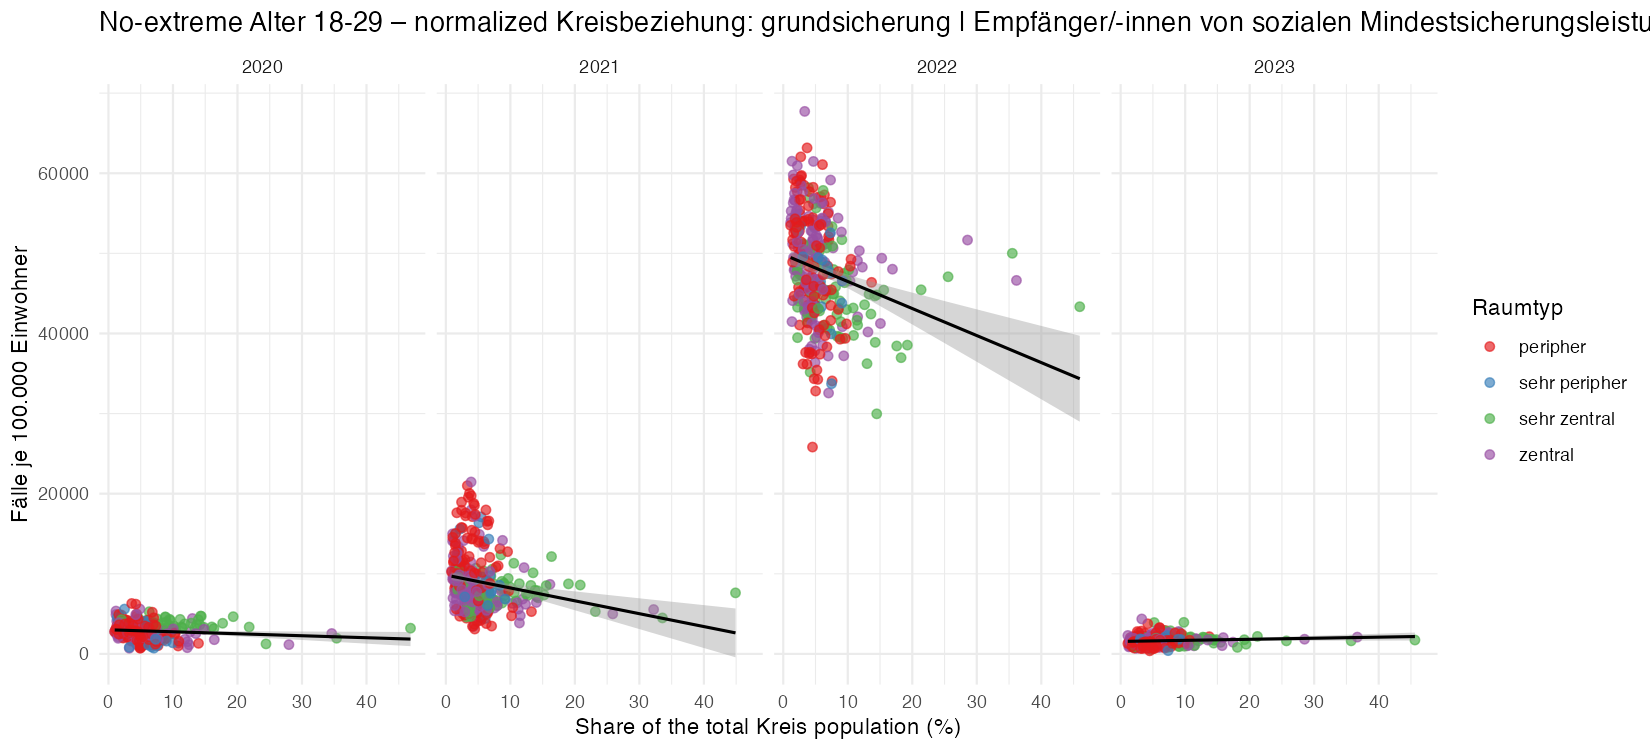 No-extreme Alter 18-29 – normalized Kreisbeziehung: grundsicherung | Empfänger/-innen von sozialen Mindestsicherungsleistu
2020 2021 2022 2023
Fälle je 100.000 Einwohner
60000
40000
20000
0
0 10 20 30 40 0 10 20 30 40 0 10 20 30 40 0 10 20 30 40
Share of the total Kreis population (%)
Raumtyp
peripher
sehr peripher
sehr zentral
zentral